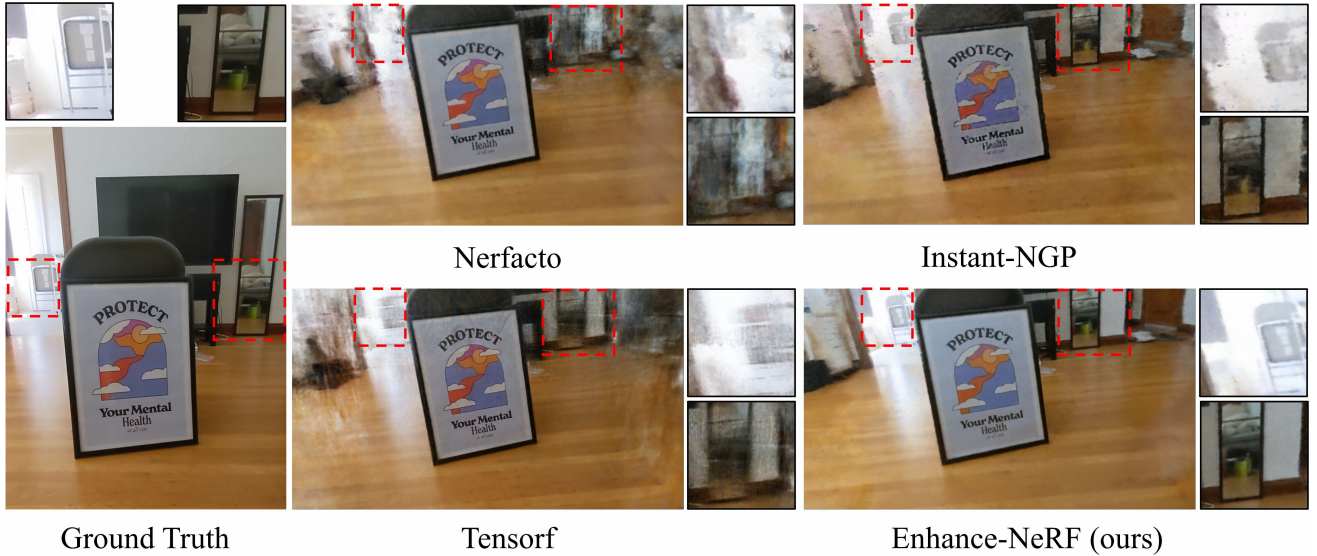 PROTECT
Your Mental
Health
Nerfacto
PROTECT
Your Mental
Health
Instant-NGP
PROTECT
Your Mental
Health
Ground Truth
PROTECT
Your Mental
Health
Tensorf
PROTECT
Your Mental
Health
Enhance-NeRF (ours)